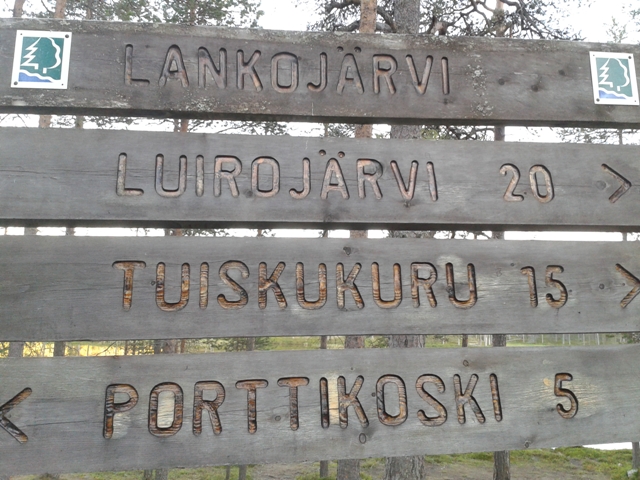 LANKOJÄRVI
LUIROJÄRVI 20 >
TUISKUKURU 15 >
< PORTTIKOSKI 5